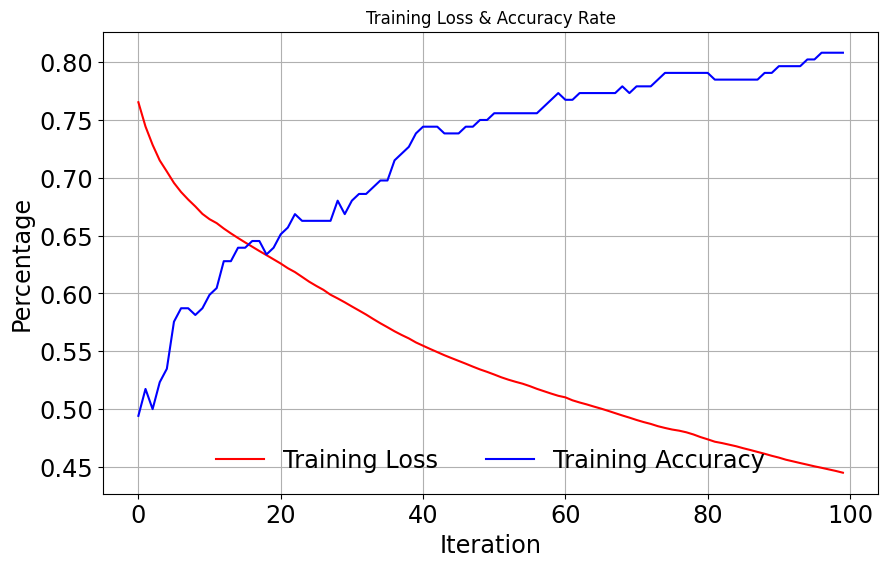 Training Loss & Accuracy Rate
0.80
0.75
0.70
0.65
0.60
0.55
0.50
0.45
Percentage
Training Loss
Training Accuracy
0
20
40
60
80
100
Iteration